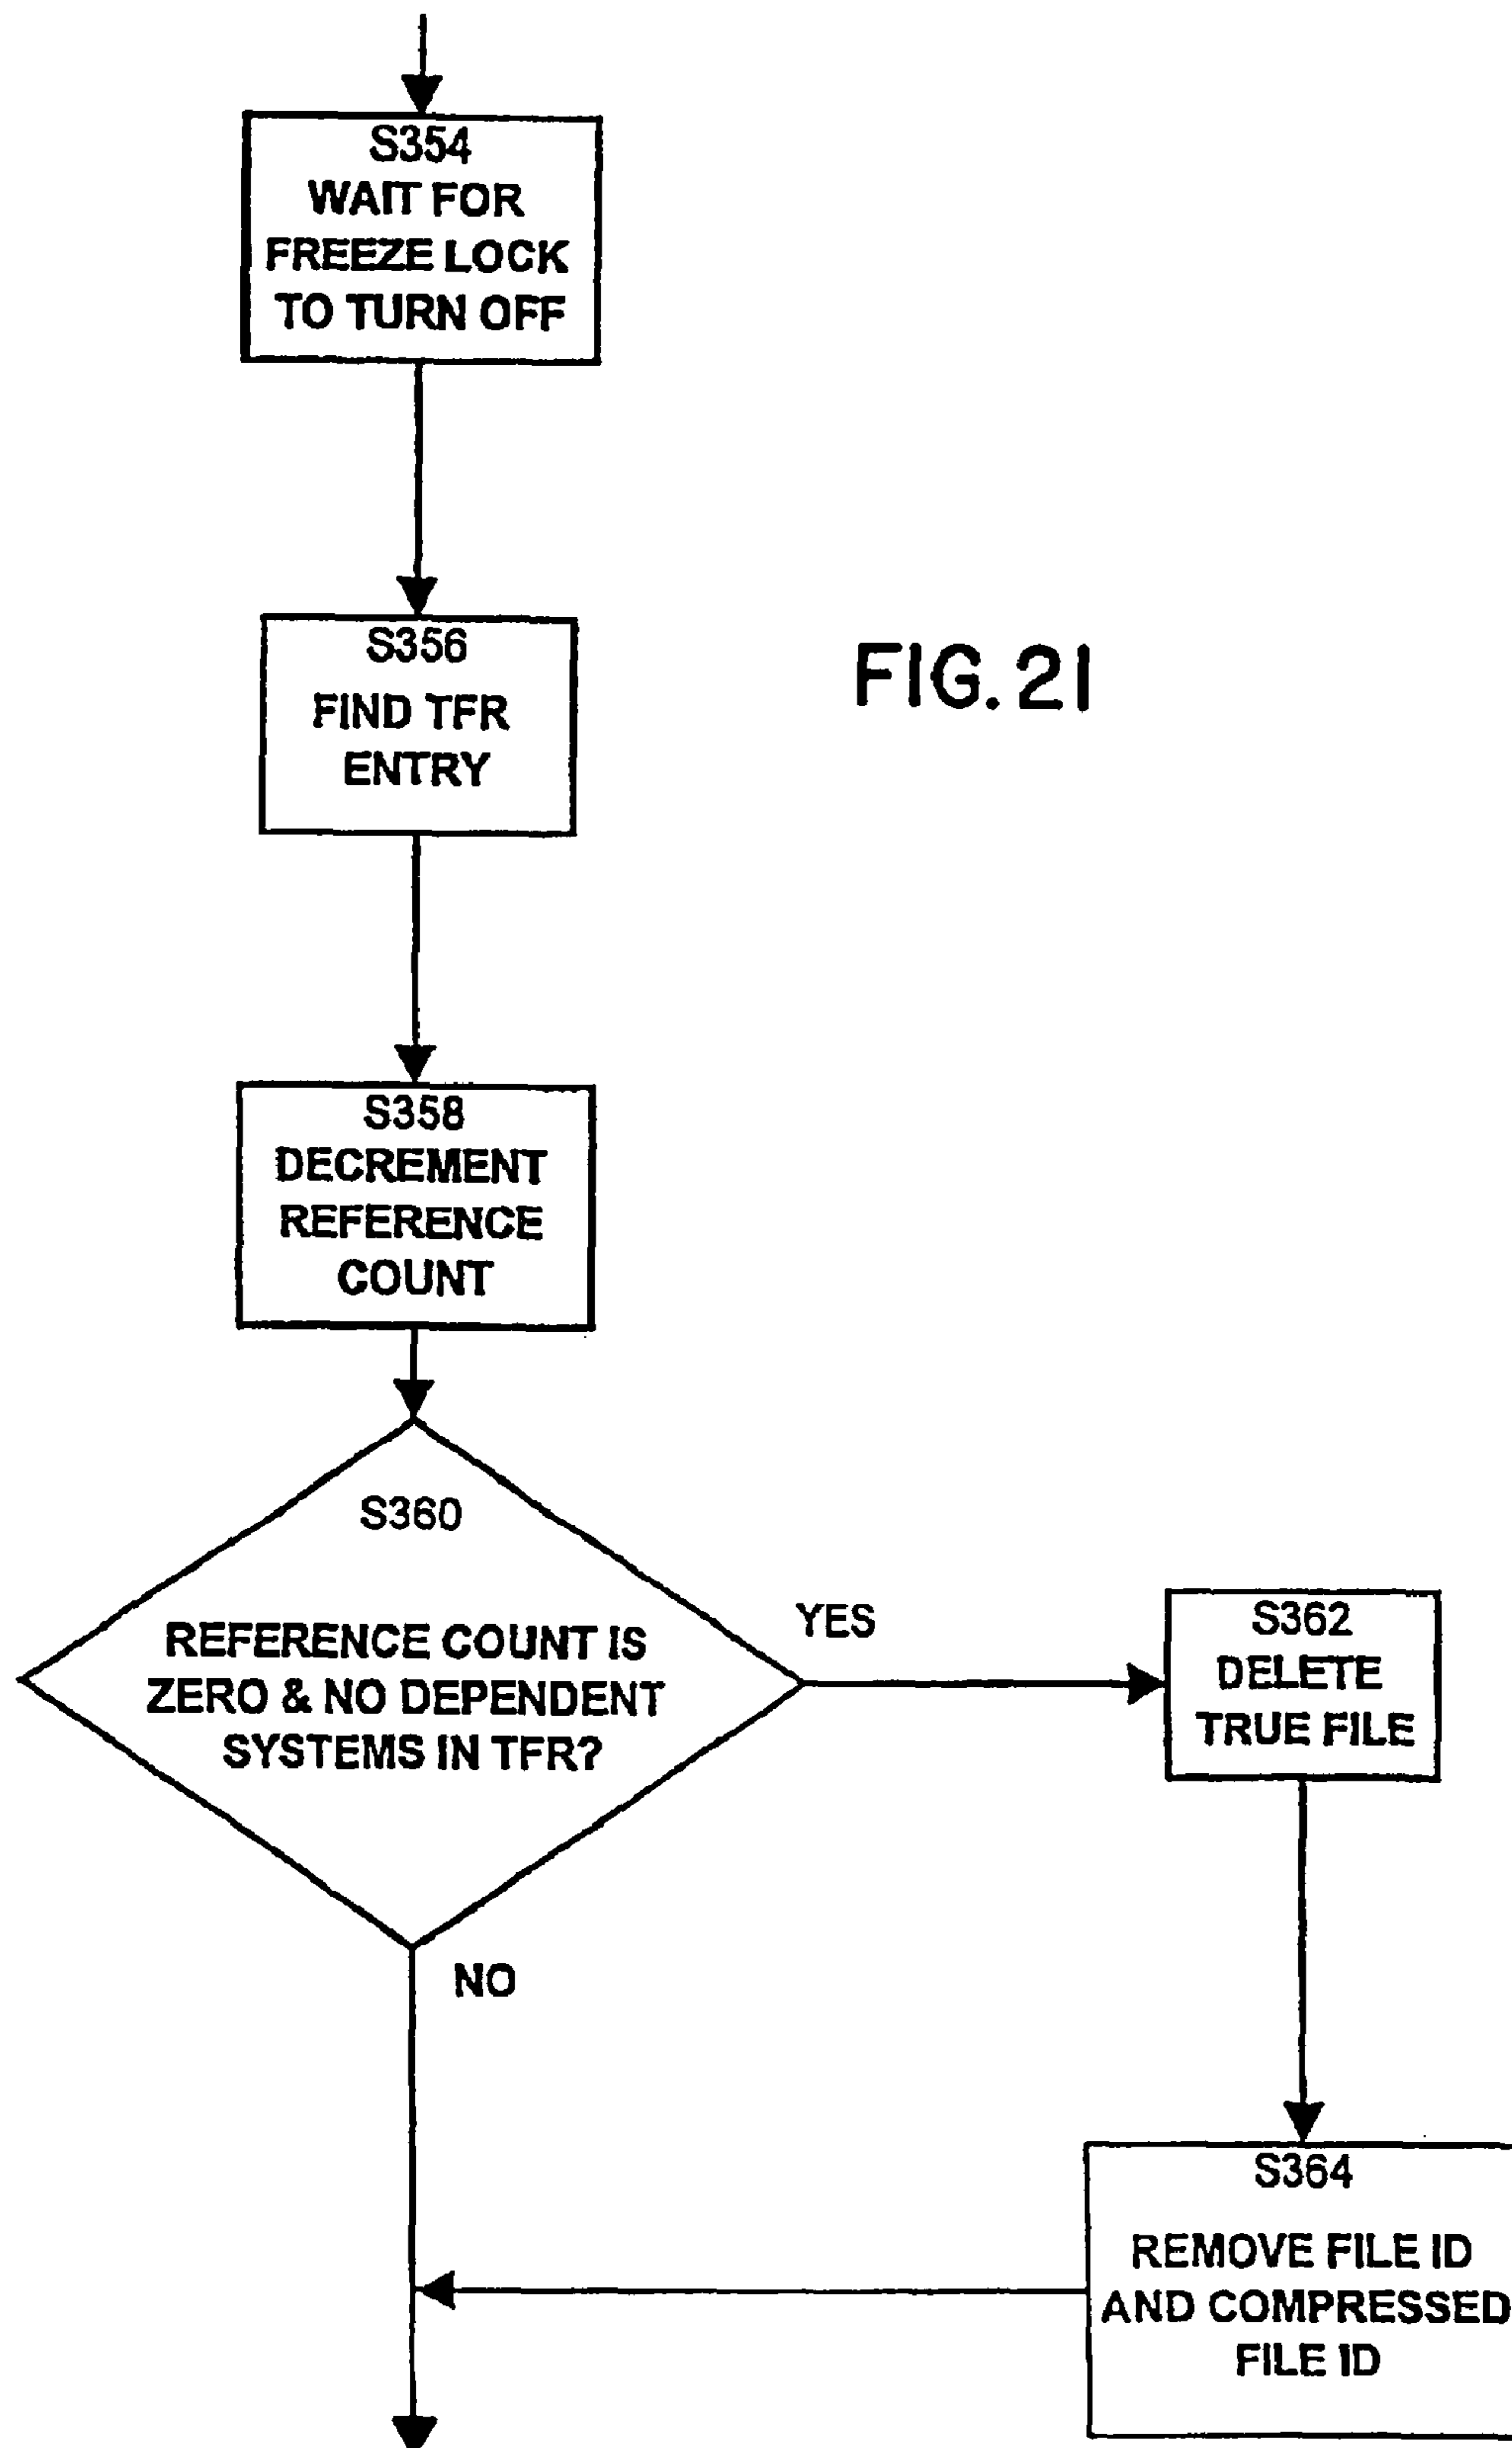 S354
WAIT FOR
FREEZE LOCK
TO TURN OFF
S356
FIND TFR
ENTRY
FIG. 21
S358
DECREMENT
REFERENCE
COUNT
S360
REFERENCE COUNT IS
ZERO & NO DEPENDENT
SYSTEMS IN TFR?
YES
S362
DELETE
TRUE FILE
NO
S364
REMOVE FILE ID
AND COMPRESSED
FILE ID